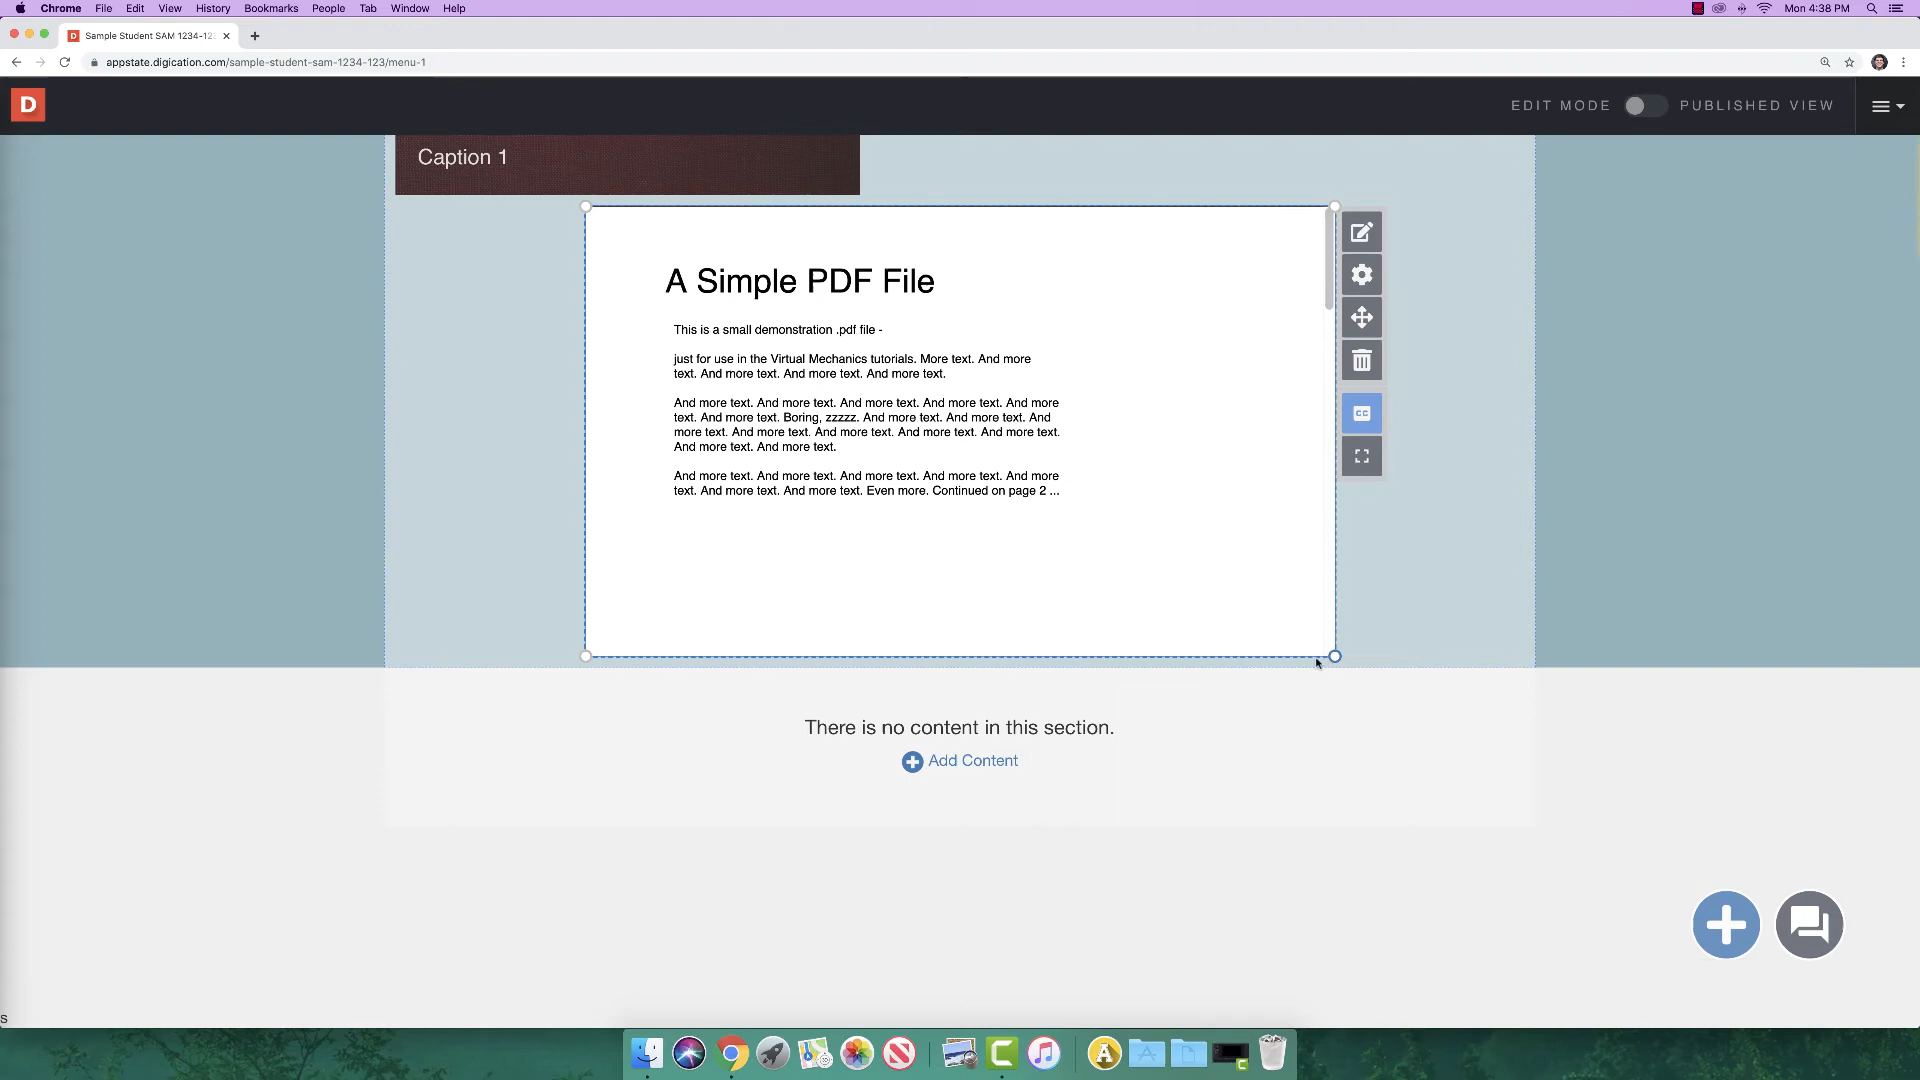 Chrome File Edit View History Bookmarks People Tab Window Help Mon 4:38 PM
D Sample Student SAM 1234-12
appstate.digication.com/sample-student-sam-1234-123/menu-1
D EDIT MODE PUBLISHED VIEW
Caption 1
A Simple PDF File
This is a small demonstration .pdf file -
just for use in the Virtual Mechanics tutorials. More text. And more
text. And more text. And more text. And more text.
And more text. And more text. And more text. And more text. And more
text. And more text. Boring, zzzzz. And more text. And more text. And
more text. And more text. And more text. And more text. And more text.
And more text. And more text.
And more text. And more text. And more text. And more text. And more
text. And more text. And more text. Even more. Continued on page 2 ...
CC
There is no content in this section.
Add Content
s